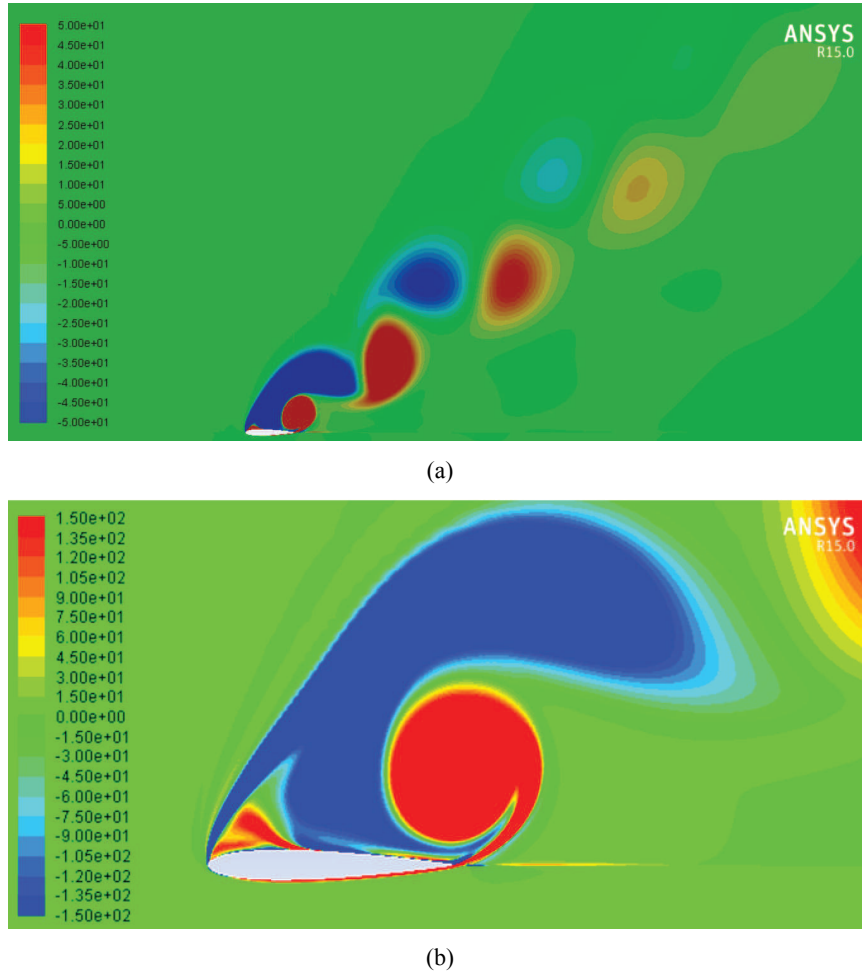 ANSYS
R15.0
5.00e+01
4.50e+01
4.00e+01
3.50e+01
3.00e+01
2.50e+01
2.00e+01
1.50e+01
1.00e+01
5.00e+00
0.00e+00
-5.00e+00
-1.00e+01
-1.50e+01
-2.00e+01
-2.50e+01
-3.00e+01
-3.50e+01
-4.00e+01
-4.50e+01
-5.00e+01
(a)
ANSYS
R15.0
1.50e+02
1.35e+02
1.20e+02
1.05e+02
9.00e+01
7.50e+01
6.00e+01
4.50e+01
3.00e+01
1.50e+01
0.00e+00
-1.50e+01
-3.00e+01
-4.50e+01
-6.00e+01
-7.50e+01
-9.00e+01
-1.05e+02
-1.20e+02
-1.35e+02
-1.50e+02
(b)